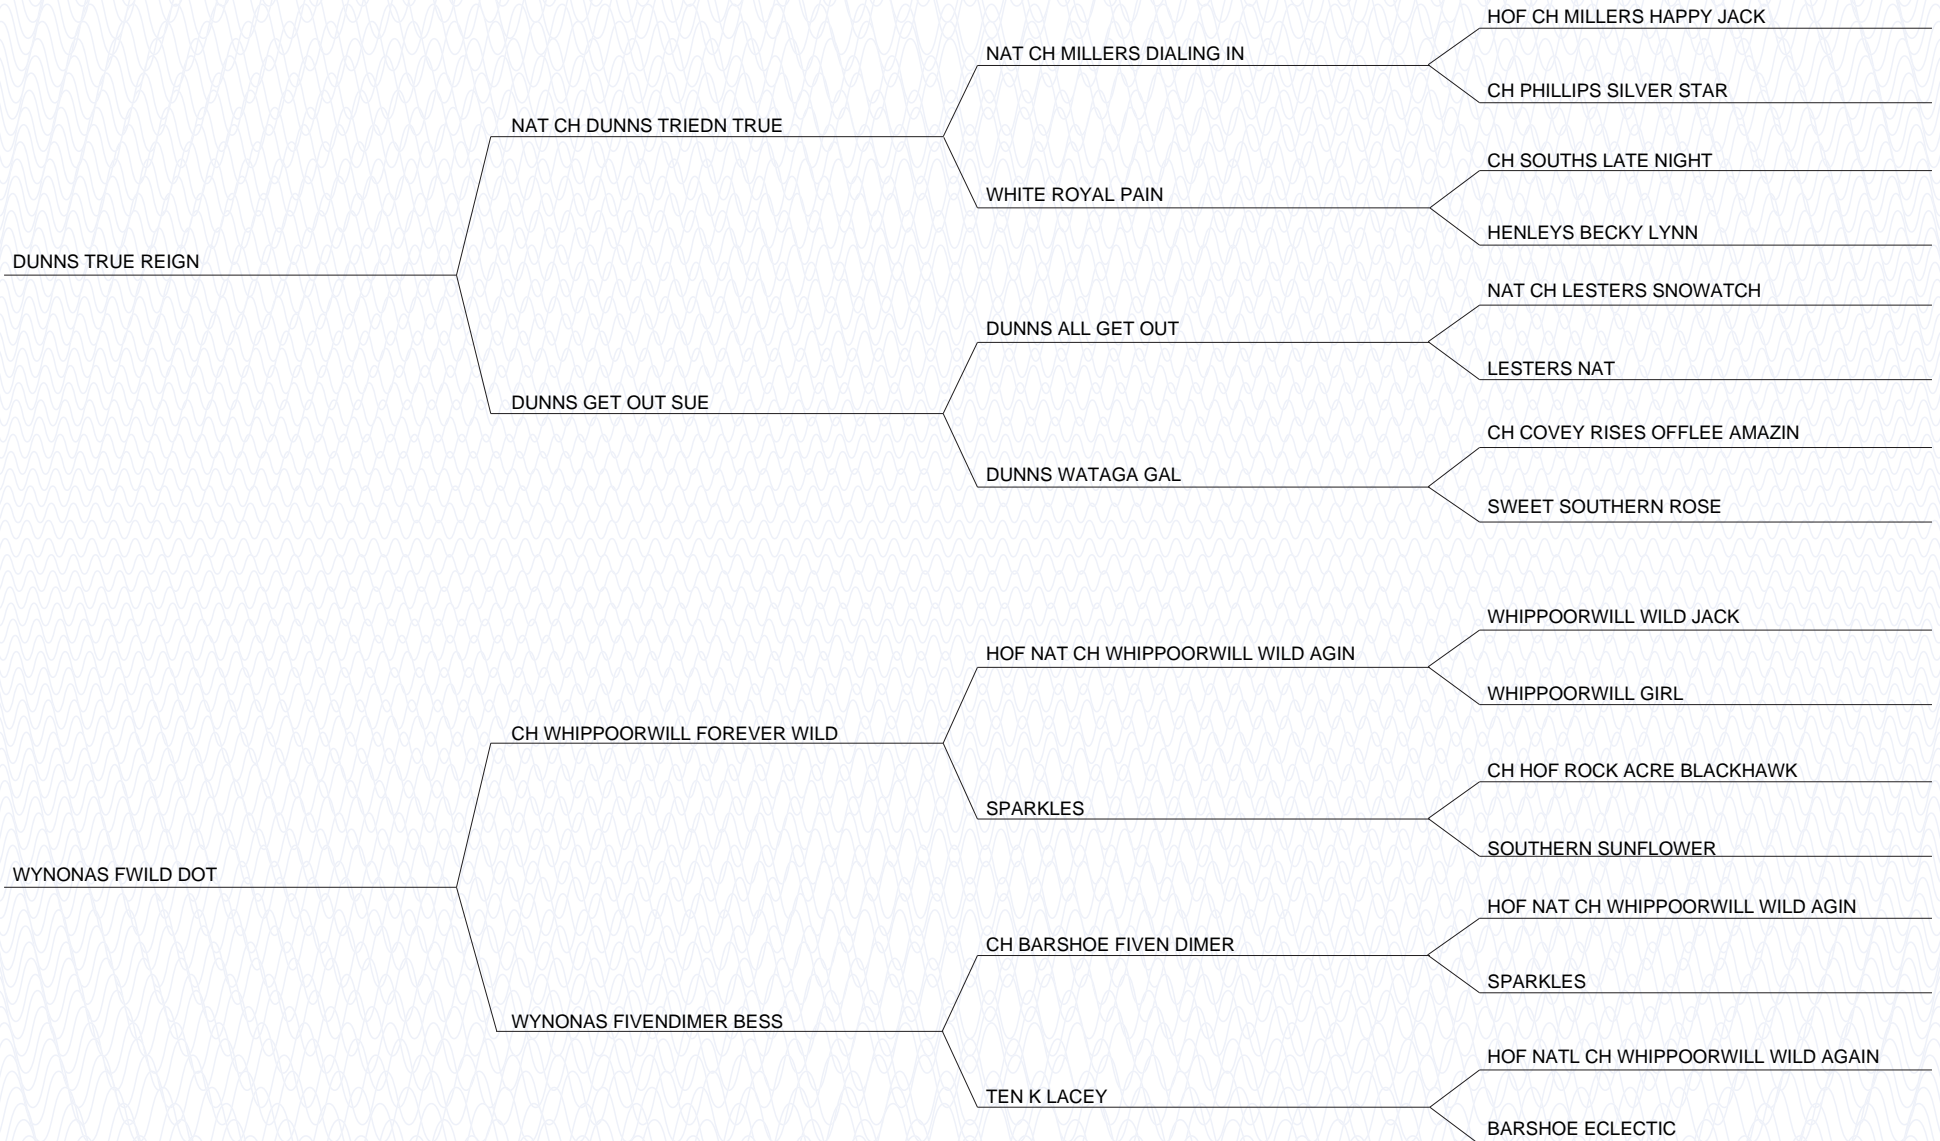 HOF CH MILLERS HAPPY JACK
NAT CH MILLERS DIALING IN
CH PHILLIPS SILVER STAR
NAT CH DUNNS TRIEDN TRUE
CH SOUTHS LATE NIGHT
WHITE ROYAL PAIN
HENLEYS BECKY LYNN
DUNNS TRUE REIGN
NAT CH LESTERS SNOWATCH
DUNNS ALL GET OUT
LESTERS NAT
DUNNS GET OUT SUE
CH COVEY RISES OFFLEE AMAZIN
DUNNS WATAGA GAL
SWEET SOUTHERN ROSE
WHIPPOORWILL WILD JACK
HOF NAT CH WHIPPOORWILL WILD AGIN
WHIPPOORWILL GIRL
CH WHIPPOORWILL FOREVER WILD
CH HOF ROCK ACRE BLACKHAWK
SPARKLES
SOUTHERN SUNFLOWER
WYNONAS FWILD DOT
HOF NAT CH WHIPPOORWILL WILD AGIN
CH BARSHOE FIVEN DIMER
SPARKLES
WYNONAS FIVENDIMER BESS
HOF NATL CH WHIPPOORWILL WILD AGAIN
TEN K LACEY
BARSHOE ECLECTIC